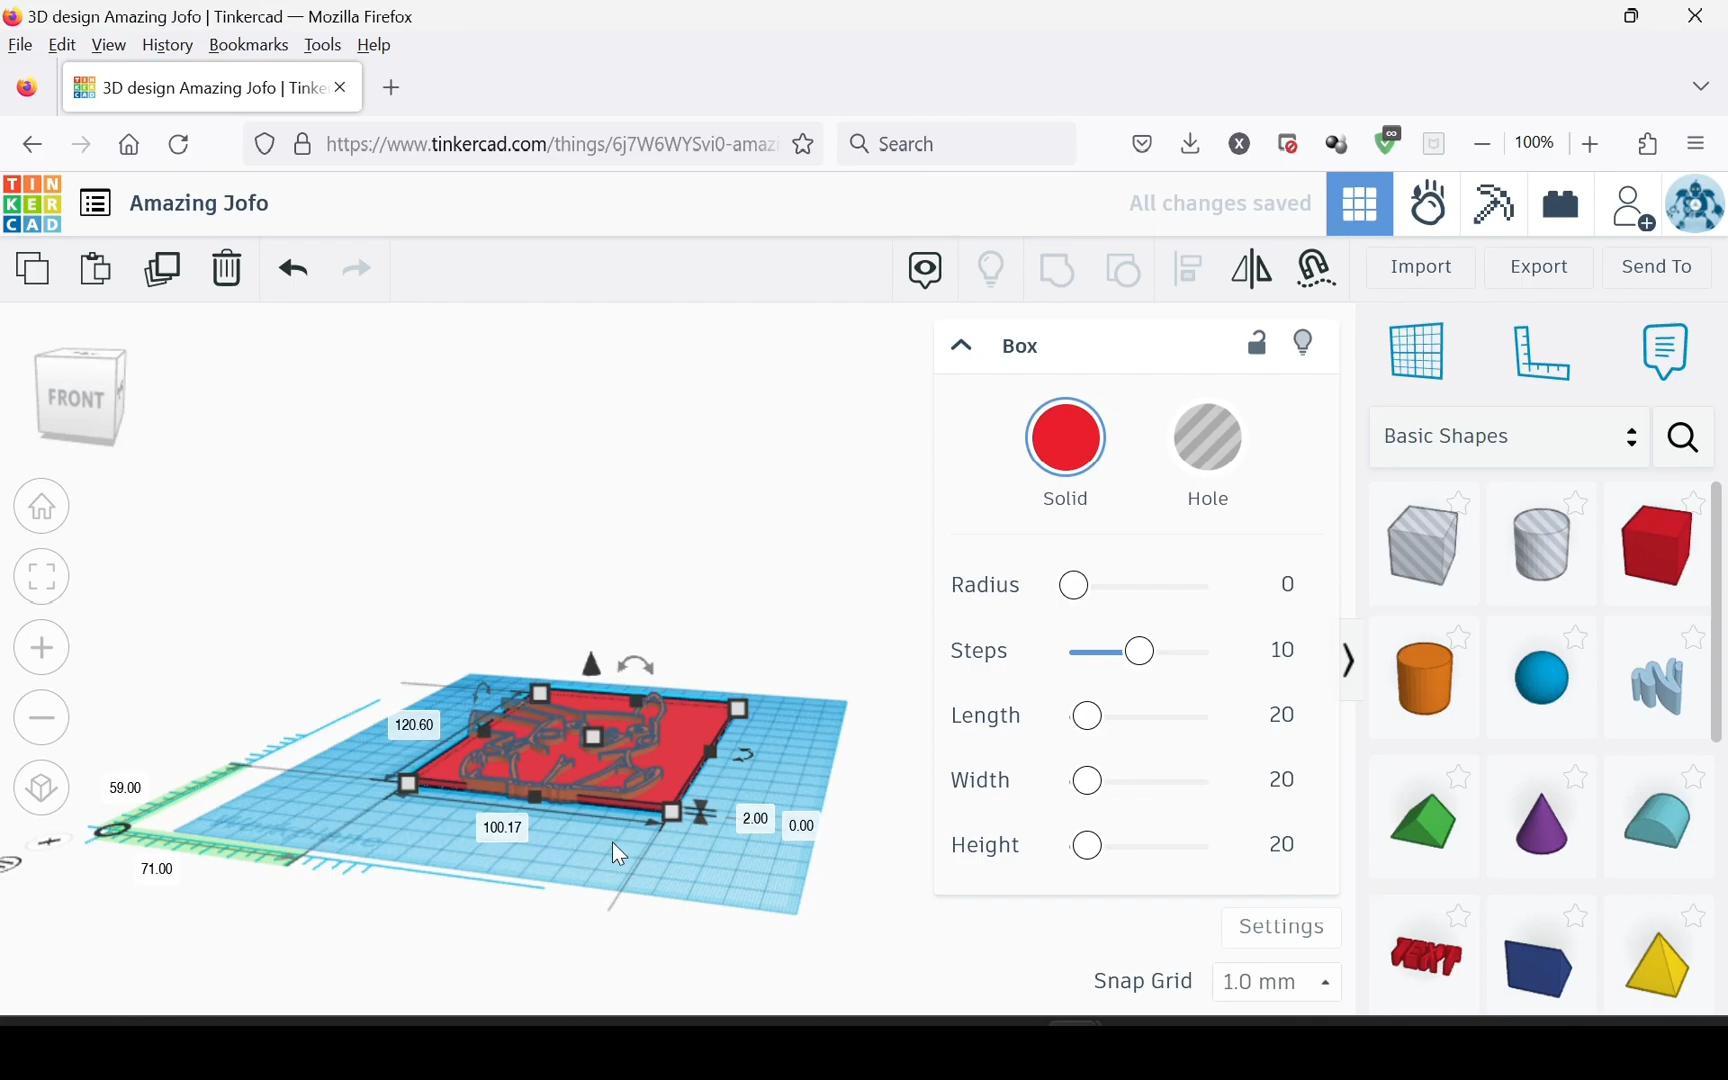 3D design Amazing Jofo | Tinkercad — Mozilla Firefox
File Edit View History Bookmarks Tools Help
3D design Amazing Jofo | Tinke
https://www.tinkercad.com/things/6j7W6WYSvi0-amaz
Search
100%
TIN
KER
CAD
Amazing Jofo
All changes saved
Import
Export
Send To
FRONT
Box
Solid
Hole
Radius 0
Steps 10
Length 20
Width 20
Height 20
Settings
Snap Grid 1.0 mm
Basic Shapes
TEXT
120.60
59.00
100.17
2.00
0.00
71.00